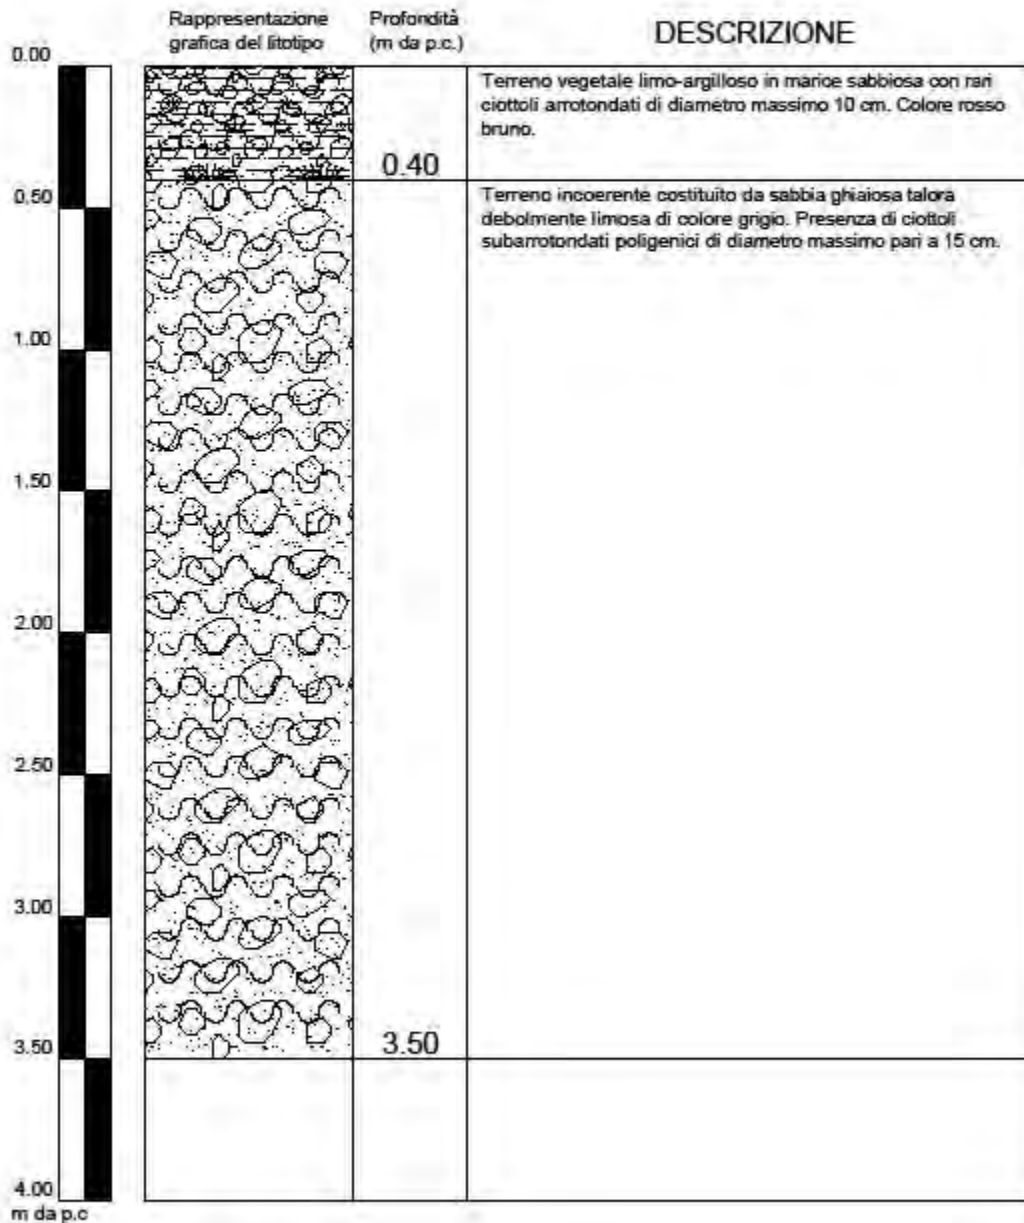 Rappresentazione
grafica del litotipo
Profondità
(m da p.c.)
DESCRIZIONE
0.00
Terreno vegetale limo-argilloso in marice sabbiosa con rari
ciottoli arrotondati di diametro massimo 10 cm. Colore rosso
bruno.
0.40
0.50
Terreno incoerente costituito da sabbia ghiaiosa talora
debolmente limosa di colore grigio. Presenza di ciottoli
subarrotondati poligenici di diametro massimo pari a 15 cm.
1.00
1.50
2.00
2.50
3.00
3.50
3.50
4.00
m da p.c